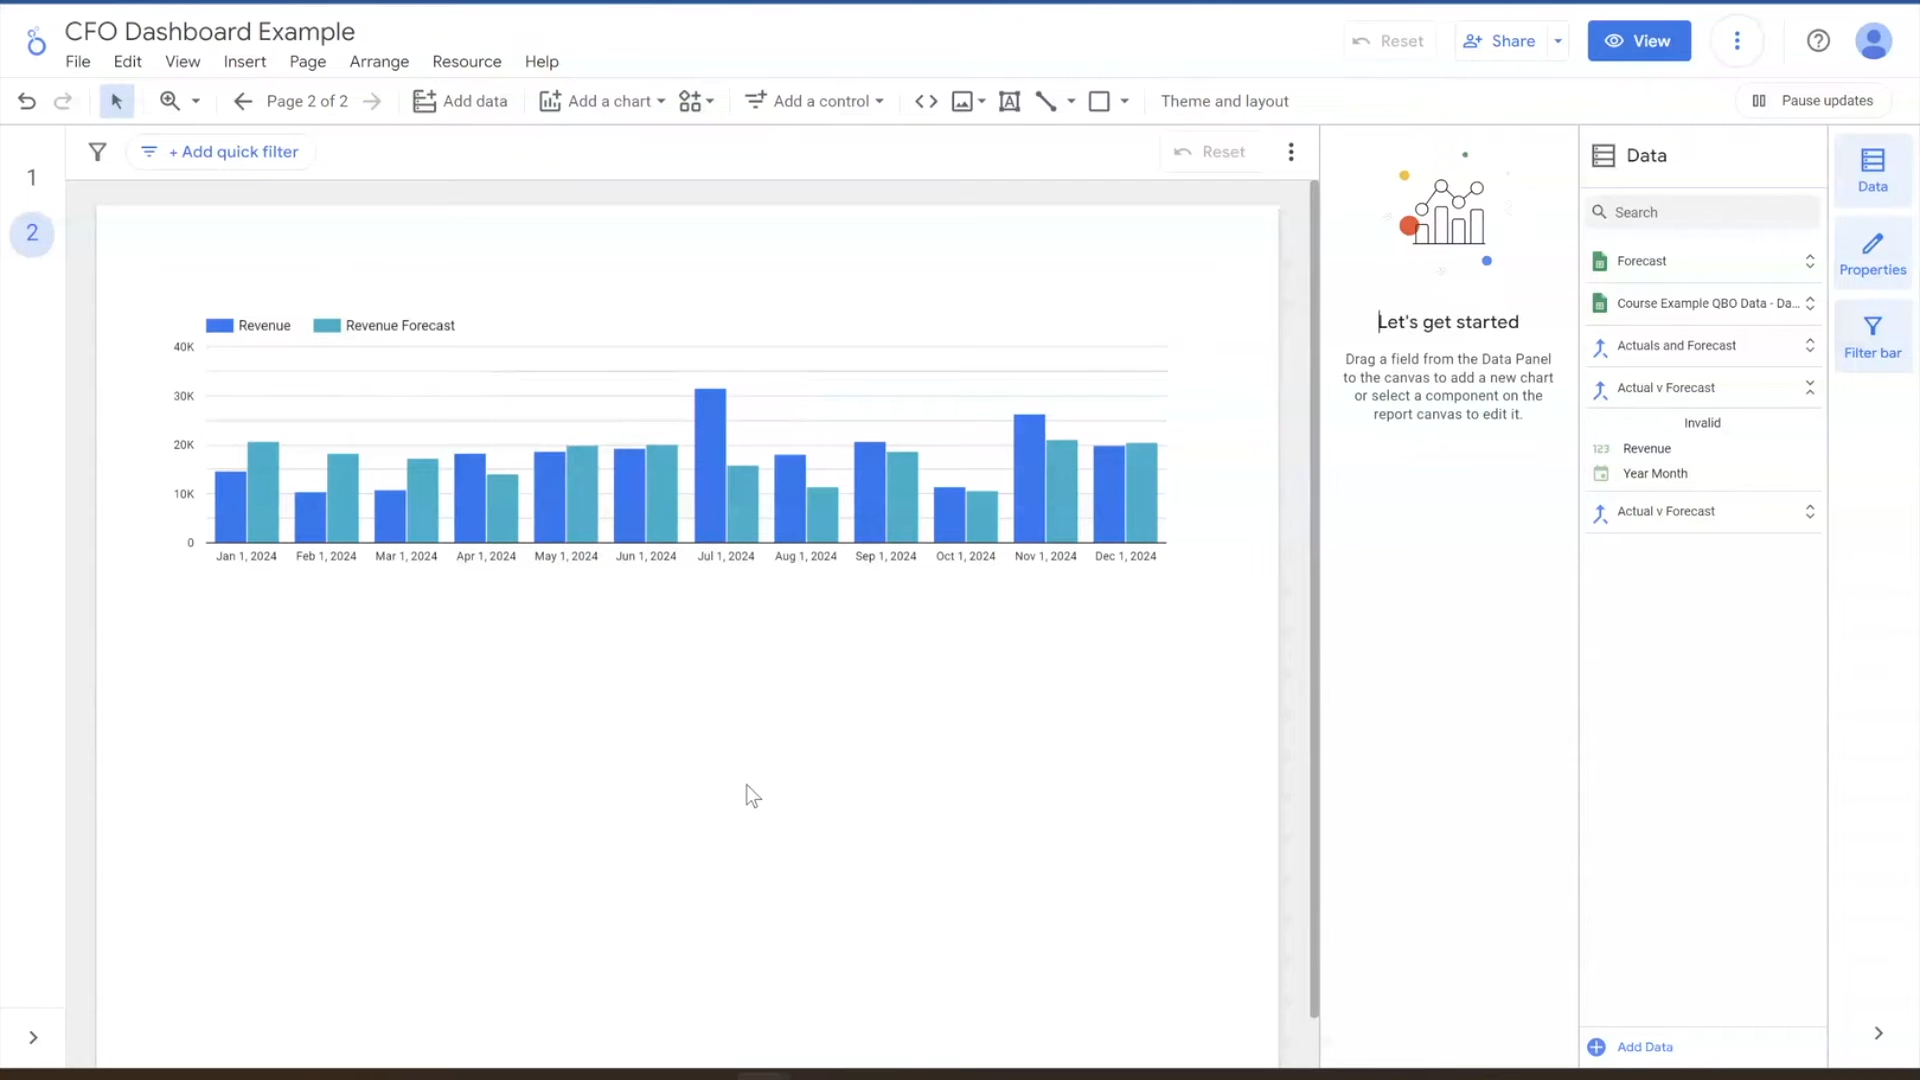 CFO Dashboard Example
Reset
Share
View
File Edit View Insert Page Arrange Resource Help
Page 2 of 2
Add data
Add a chart
Add a control
Theme and layout
Pause updates
1
2
+ Add quick filter
Reset
Revenue
Revenue Forecast
40K
30K
20K
10K
0
Jan 1, 2024 Feb 1, 2024 Mar 1, 2024 Apr 1, 2024 May 1, 2024 Jun 1, 2024 Jul 1, 2024 Aug 1, 2024 Sep 1, 2024 Oct 1, 2024 Nov 1, 2024 Dec 1, 2024
Let's get started
Drag a field from the Data Panel
to the canvas to add a new chart
or select a component on the
report canvas to edit it.
Data
Search
Forecast
Course Example QBO Data - Da...
Actuals and Forecast
Actual v Forecast
Invalid
123 Revenue
Year Month
Actual v Forecast
Add Data
Data
Properties
Filter bar